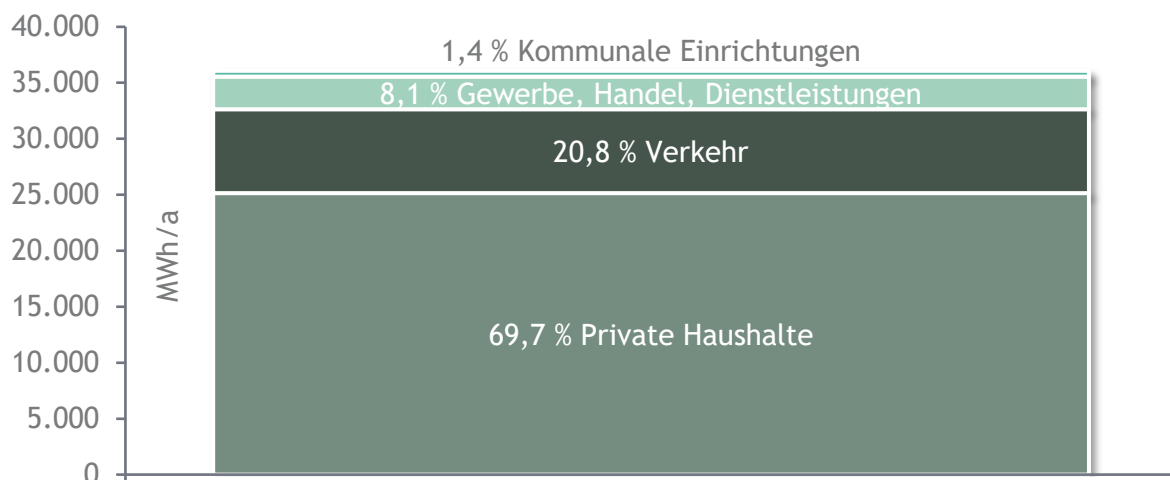 40.000
1,4 % Kommunale Einrichtungen
35.000
8,1 % Gewerbe, Handel, Dienstleistungen
30.000
20,8 % Verkehr
25.000
20.000
MWh/a
15.000
69,7 % Private Haushalte
10.000
5.000
0